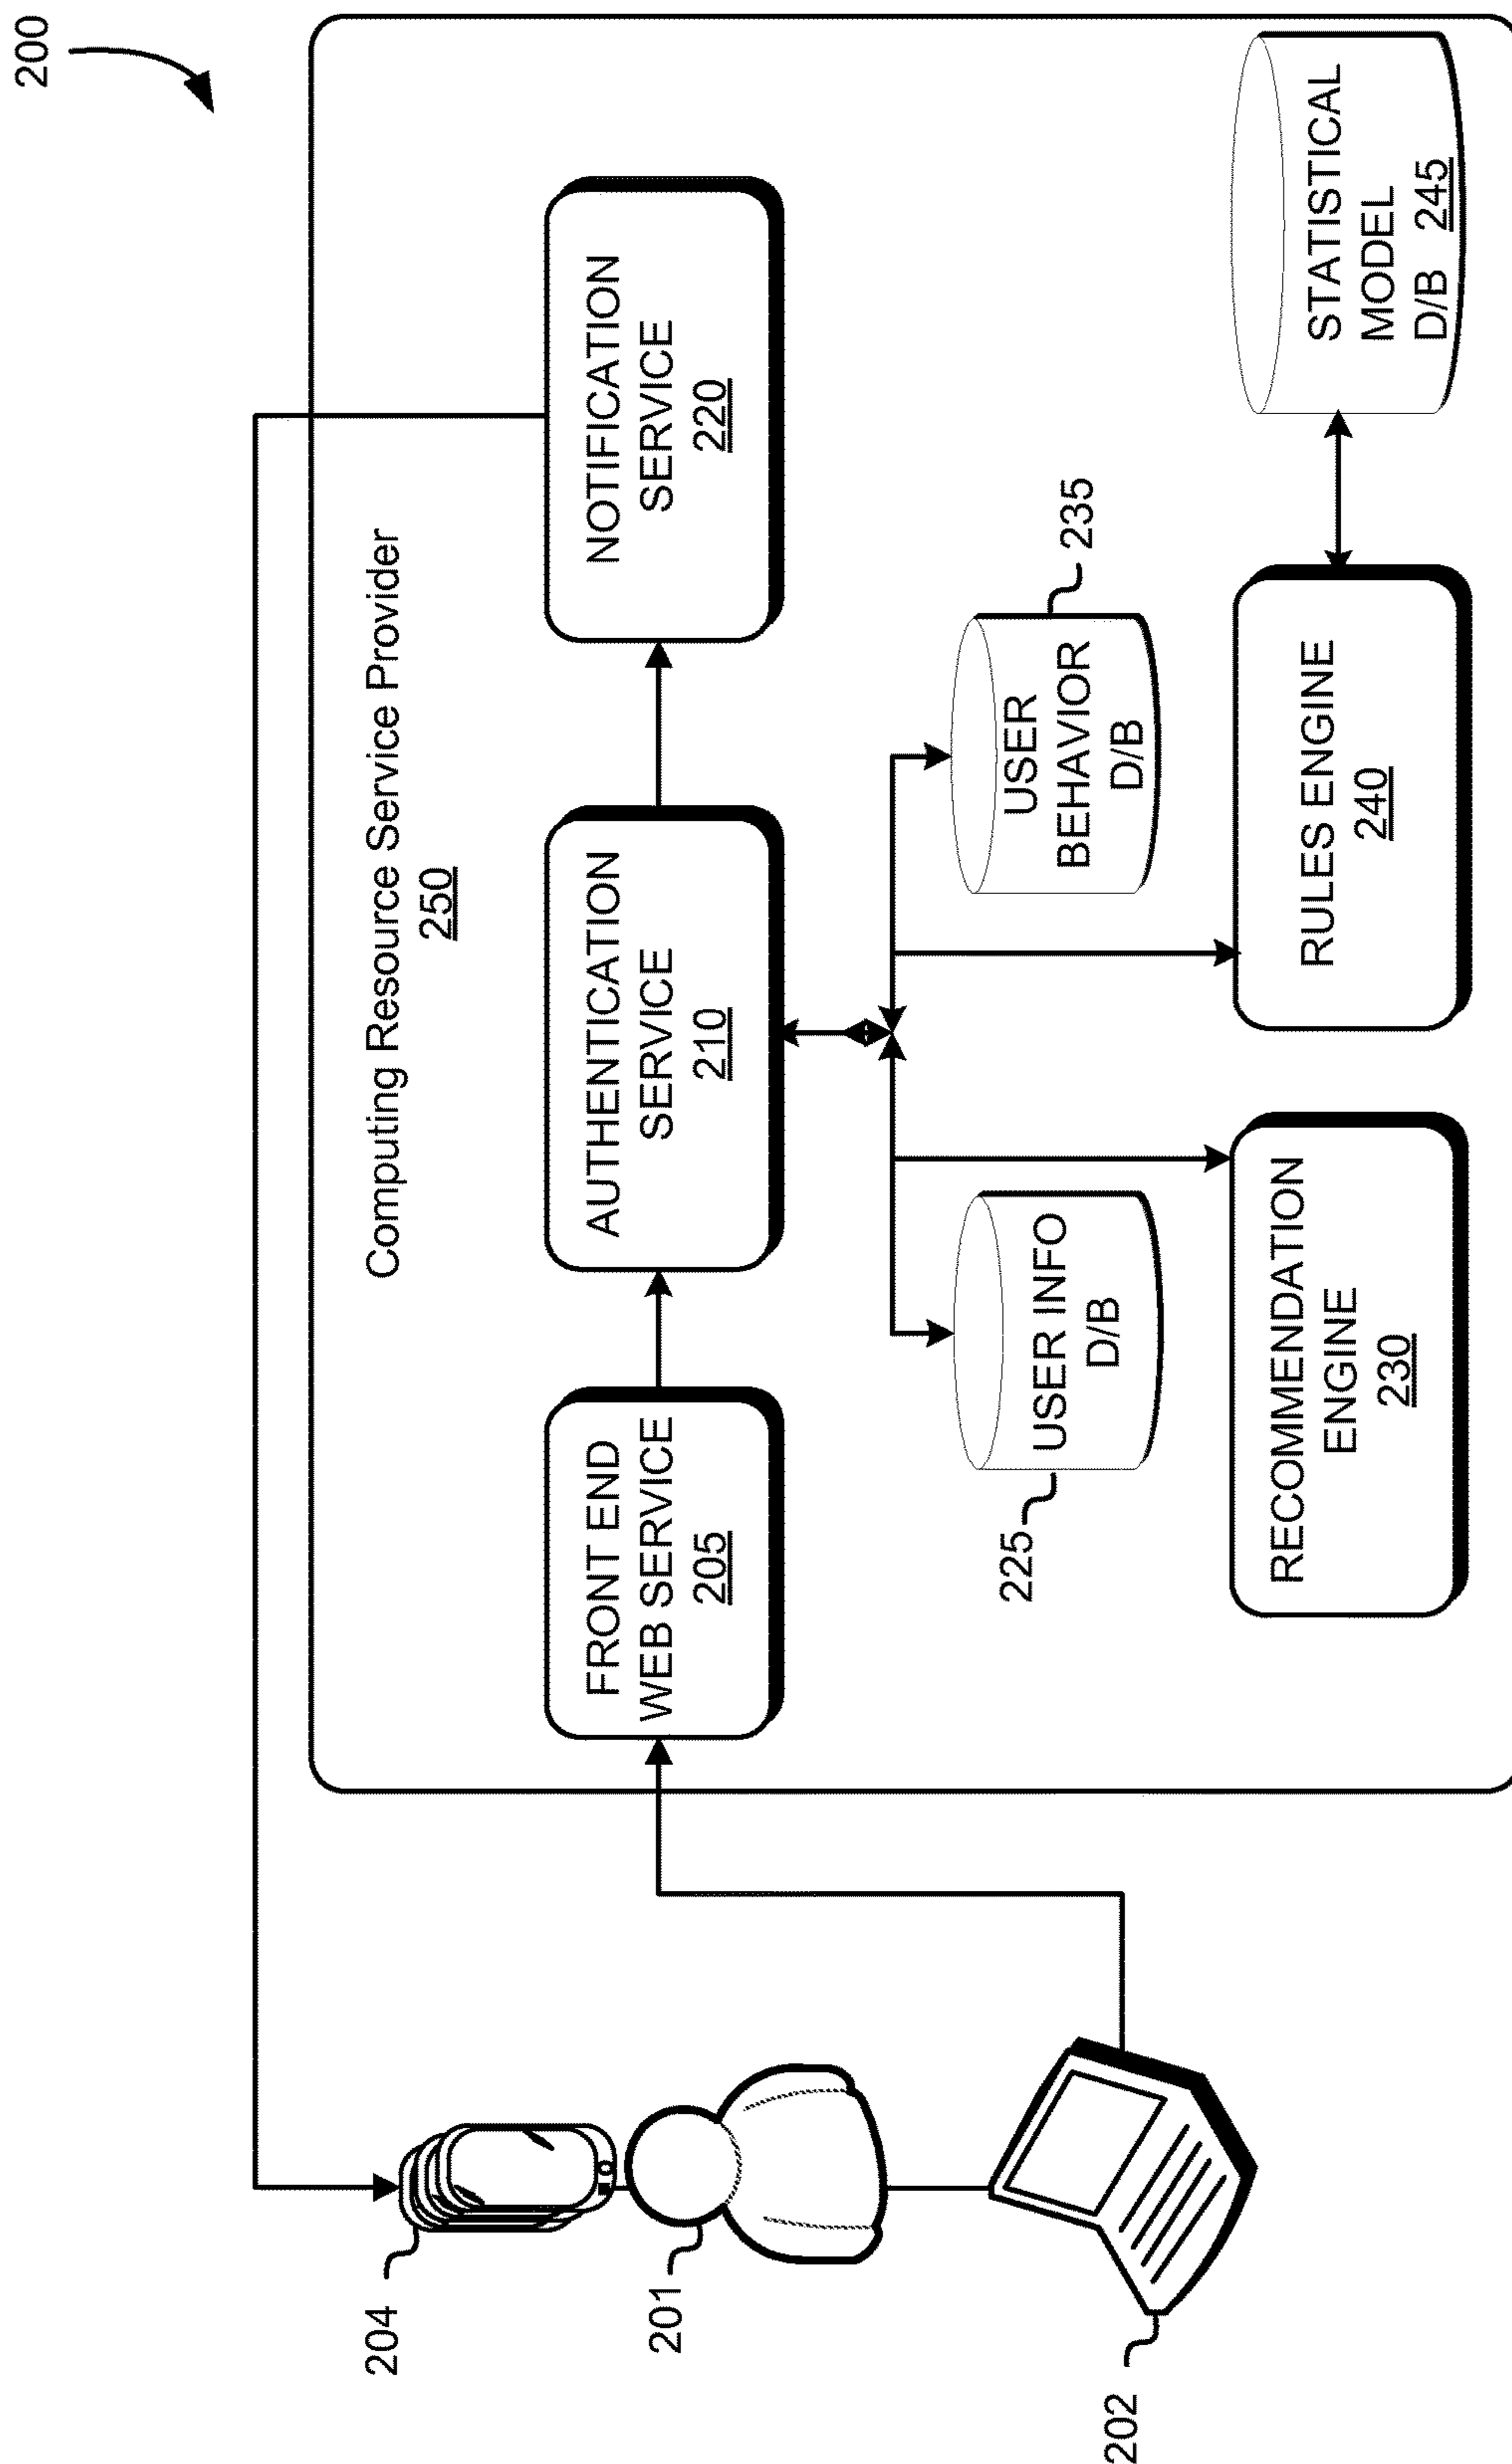 200
Computing Resource Service Provider
250
204
201
202
FRONT END
WEB SERVICE
205
AUTHENTICATION
SERVICE
210
NOTIFICATION
SERVICE
220
225
USER INFO
D/B
USER
BEHAVIOR
D/B
235
RECOMMENDATION
ENGINE
230
RULES ENGINE
240
STATISTICAL
MODEL
D/B 245